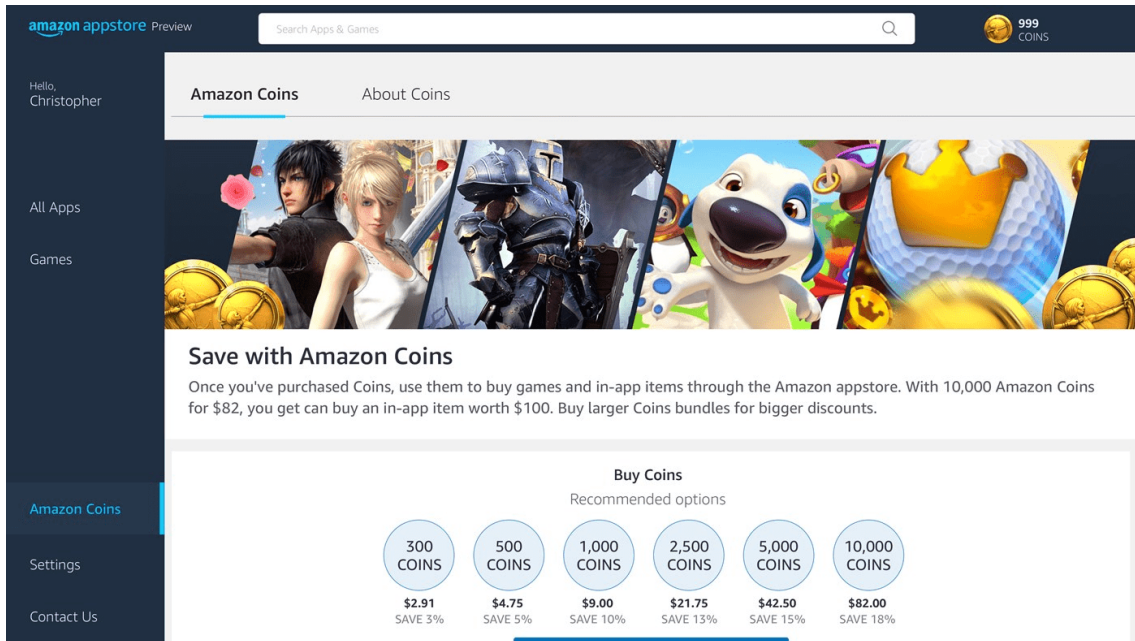 amazon appstore Preview
Search Apps & Games
999
COINS
Hello,
Christopher
All Apps
Games
Amazon Coins
Settings
Contact Us
Amazon Coins
About Coins
Save with Amazon Coins
Once you've purchased Coins, use them to buy games and in-app items through the Amazon appstore. With 10,000 Amazon Coins
for $82, you get can buy an in-app item worth $100. Buy larger Coins bundles for bigger discounts.
Buy Coins
Recommended options
300
COINS
$2.91
SAVE 3%
500
COINS
$4.75
SAVE 5%
1,000
COINS
$9.00
SAVE 10%
2,500
COINS
$21.75
SAVE 13%
5,000
COINS
$42.50
SAVE 15%
10,000
COINS
$82.00
SAVE 18%